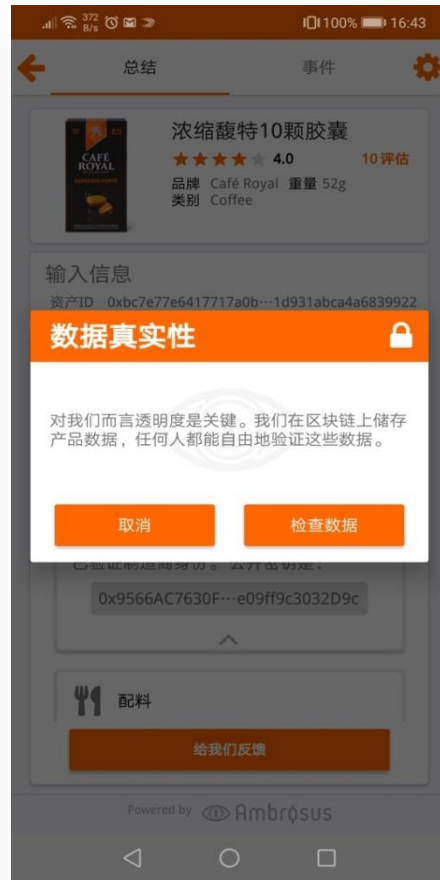 372
B/s
100%
16:43
总结
事件
CAFÉ
ROYAL
浓缩馥特10颗胶囊
4.0
10 评估
品牌 Café Royal 重量 52g
类别 Coffee
输入信息
资产ID 0xbc7e77e6417717a0b···1d931abca4a6839922
数据真实性
对我们而言透明度是关键。我们在区块链上储存
产品数据，任何人都能自由地验证这些数据。
取消
检查数据
已验证制造商身份。公开密钥是：
0x9566AC7630F···e09ff9c3032D9c
配料
给我们反馈
Powered by Ambrosus